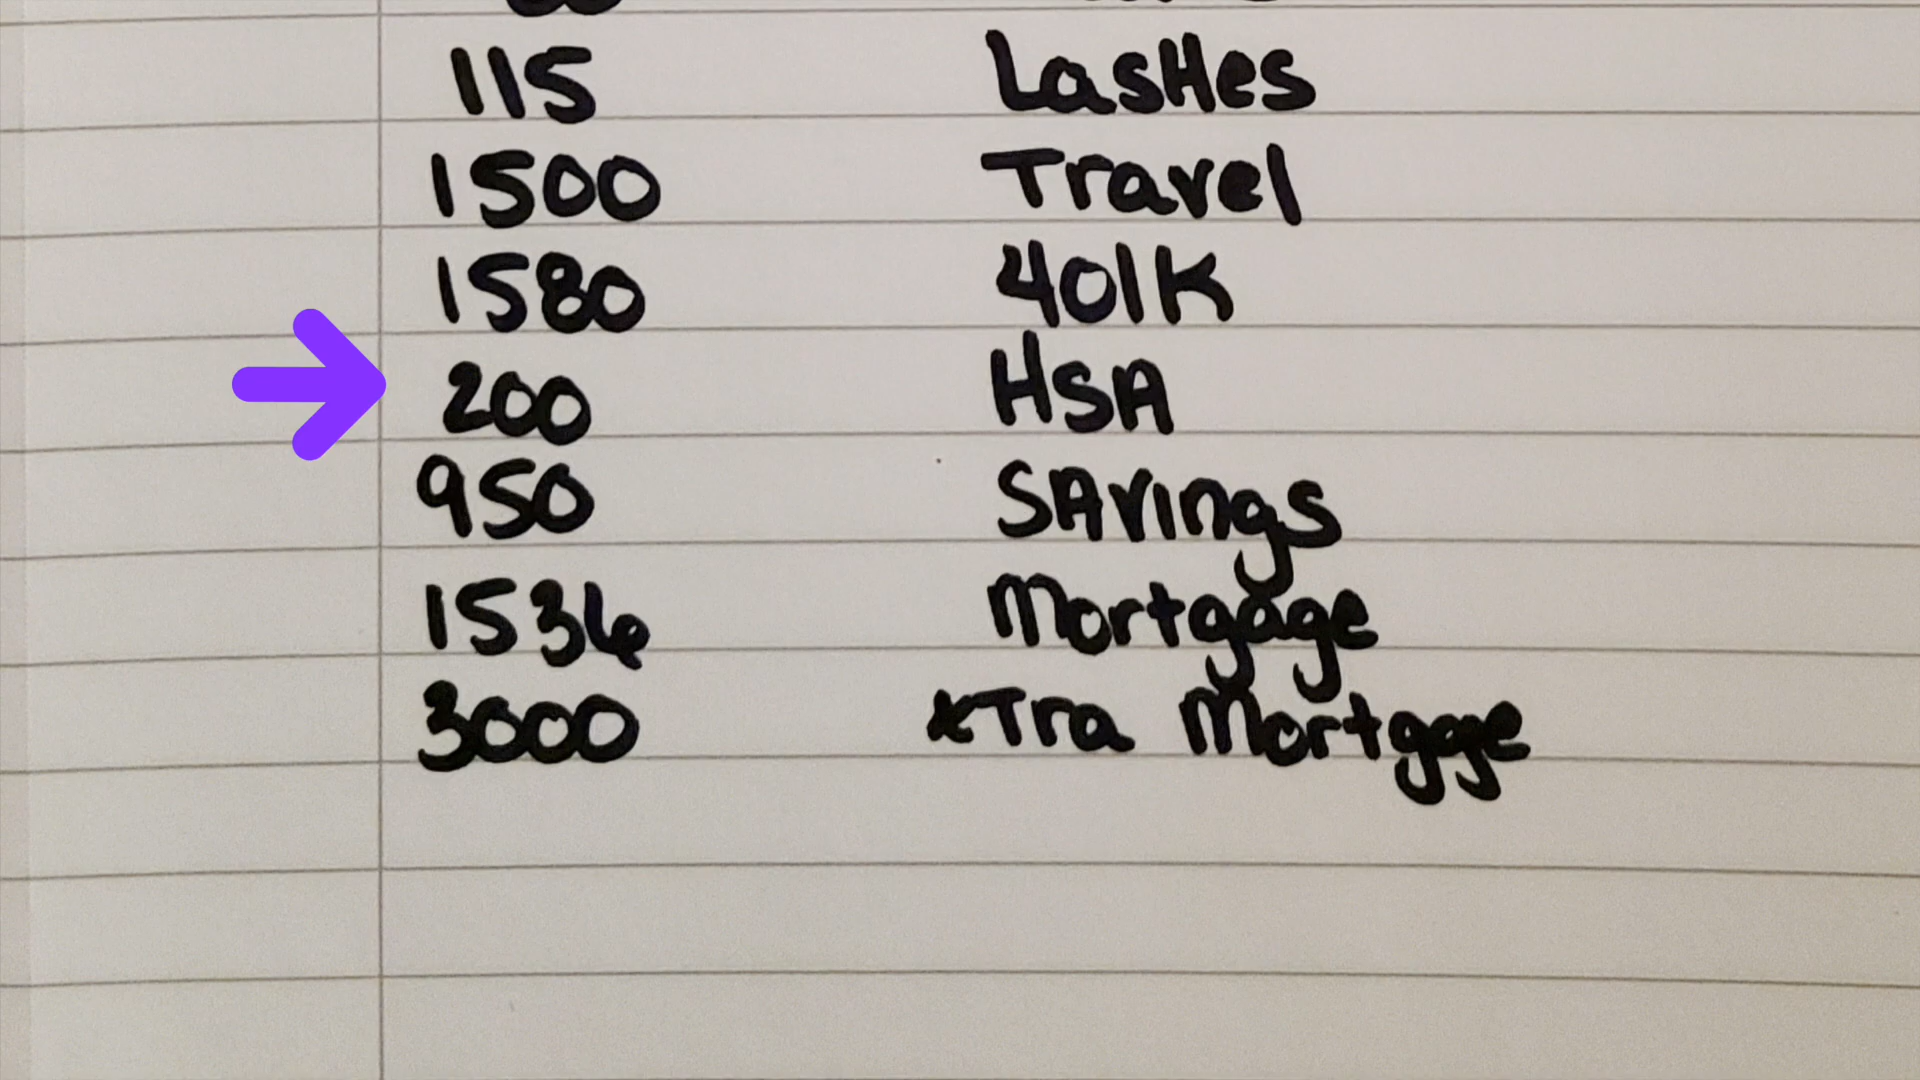 115 LasHes
1500 Travel
1580 401K
200 HSA
950 SAvings
1536 Mortgage
3000 xTra Mortgage